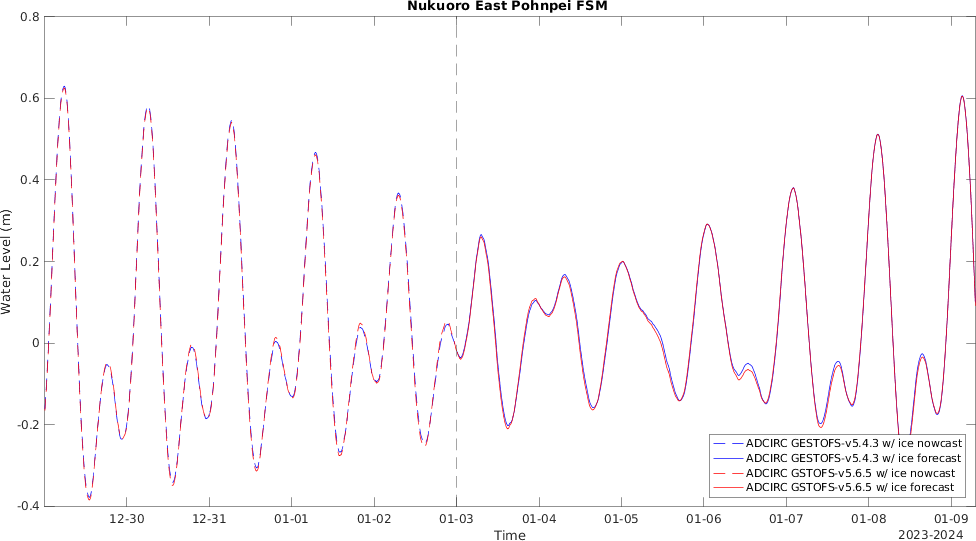 Nukuoro East Pohnpei FSM
Water Level (m)
0.8
0.6
0.4
0.2
0
-0.2
-0.4
ADCIRC GESTOFS-v5.4.3 w/ ice nowcast
ADCIRC GESTOFS-v5.4.3 w/ ice forecast
ADCIRC GSTOFS-v5.6.5 w/ ice nowcast
ADCIRC GSTOFS-v5.6.5 w/ ice forecast
12-30 12-31 01-01 01-02 01-03 01-04 01-05 01-06 01-07 01-08 01-09
Time
2023-2024